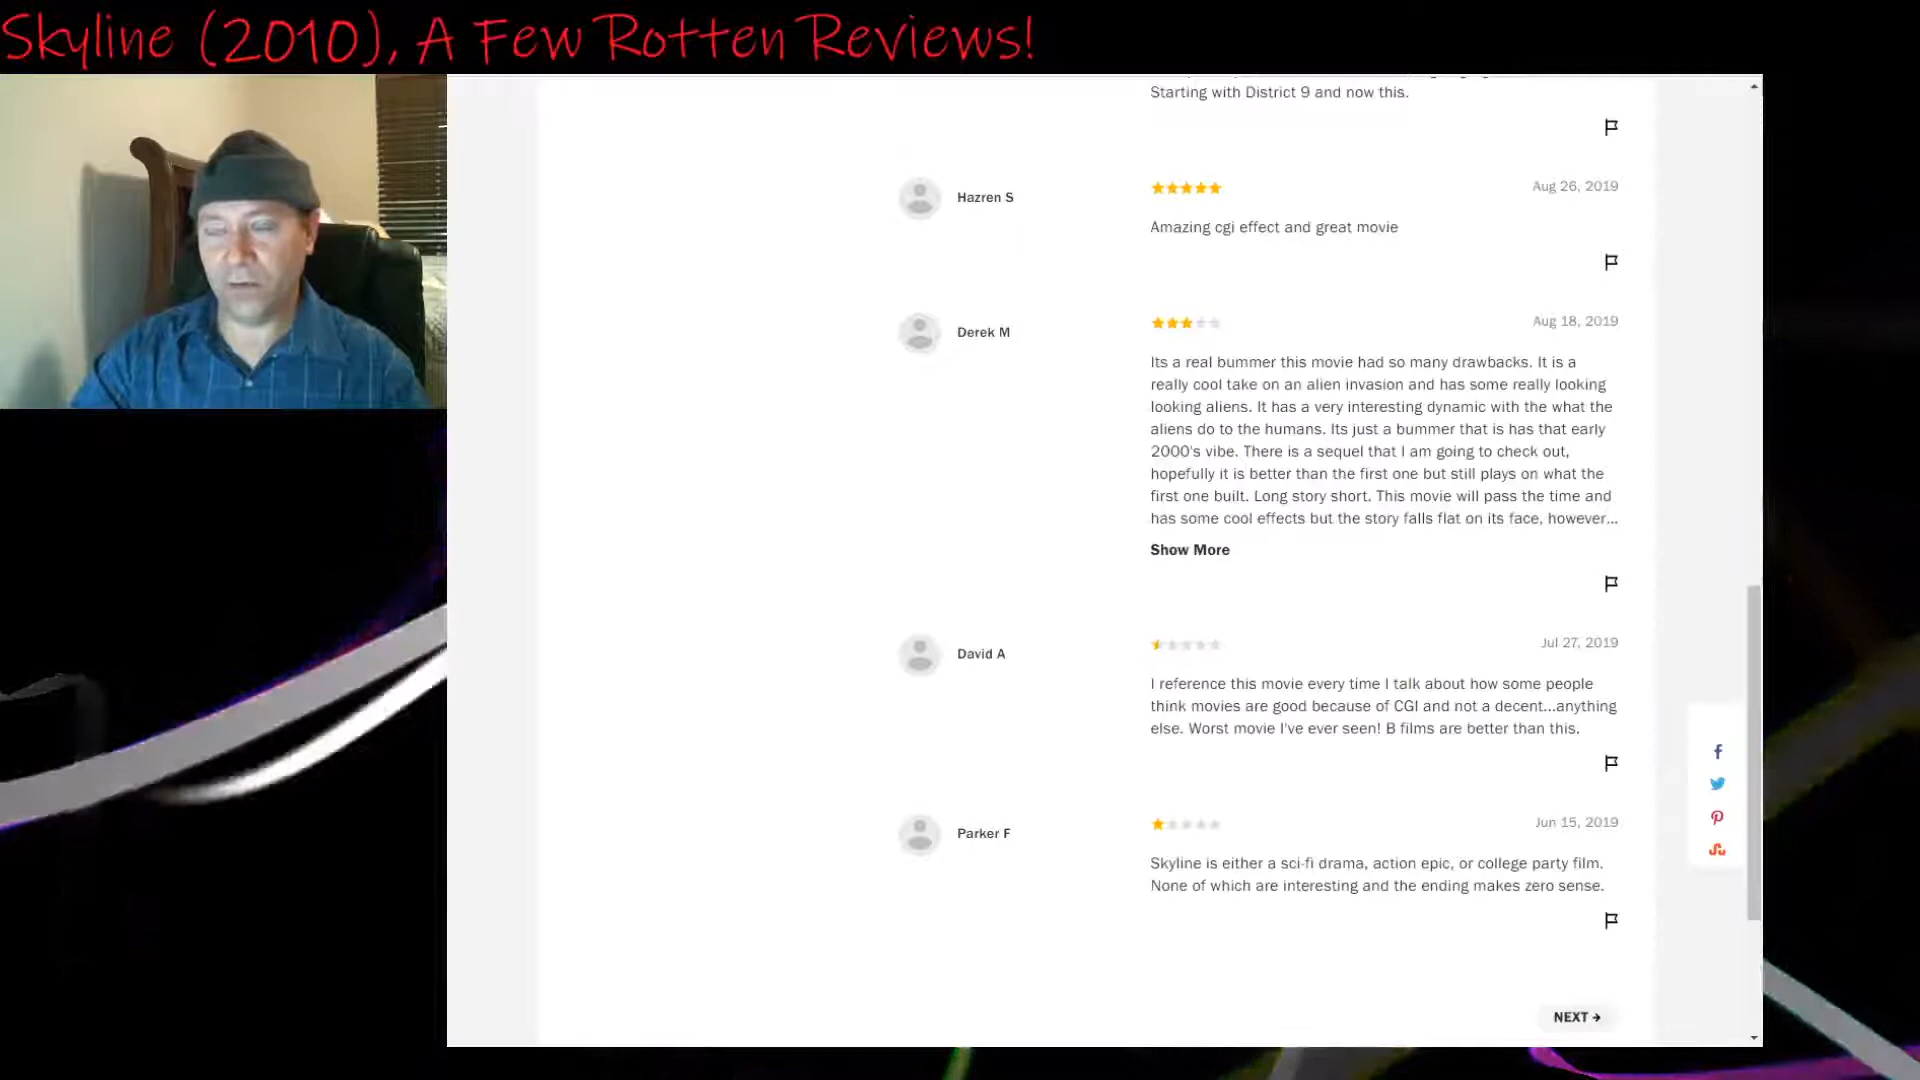 Skyline (2010), A Few Rotten Reviews!
Starting with District 9 and now this.
Hazren S
Aug 26, 2019
Amazing cgi effect and great movie
Derek M
Aug 18, 2019
Its a real bummer this movie had so many drawbacks. It is a
really cool take on an alien invasion and has some really looking
looking aliens. It has a very interesting dynamic with the what the
aliens do to the humans. Its just a bummer that is has that early
2000's vibe. There is a sequel that I am going to check out,
hopefully it is better than the first one but still plays on what the
first one built. Long story short. This movie will pass the time and
has some cool effects but the story falls flat on its face, however...
Show More
David A
Jul 27, 2019
I reference this movie every time I talk about how some people
think movies are good because of CGI and not a decent...anything
else. Worst movie I've ever seen! B films are better than this.
Parker F
Jun 15, 2019
Skyline is either a sci-fi drama, action epic, or college party film.
None of which are interesting and the ending makes zero sense.
NEXT →